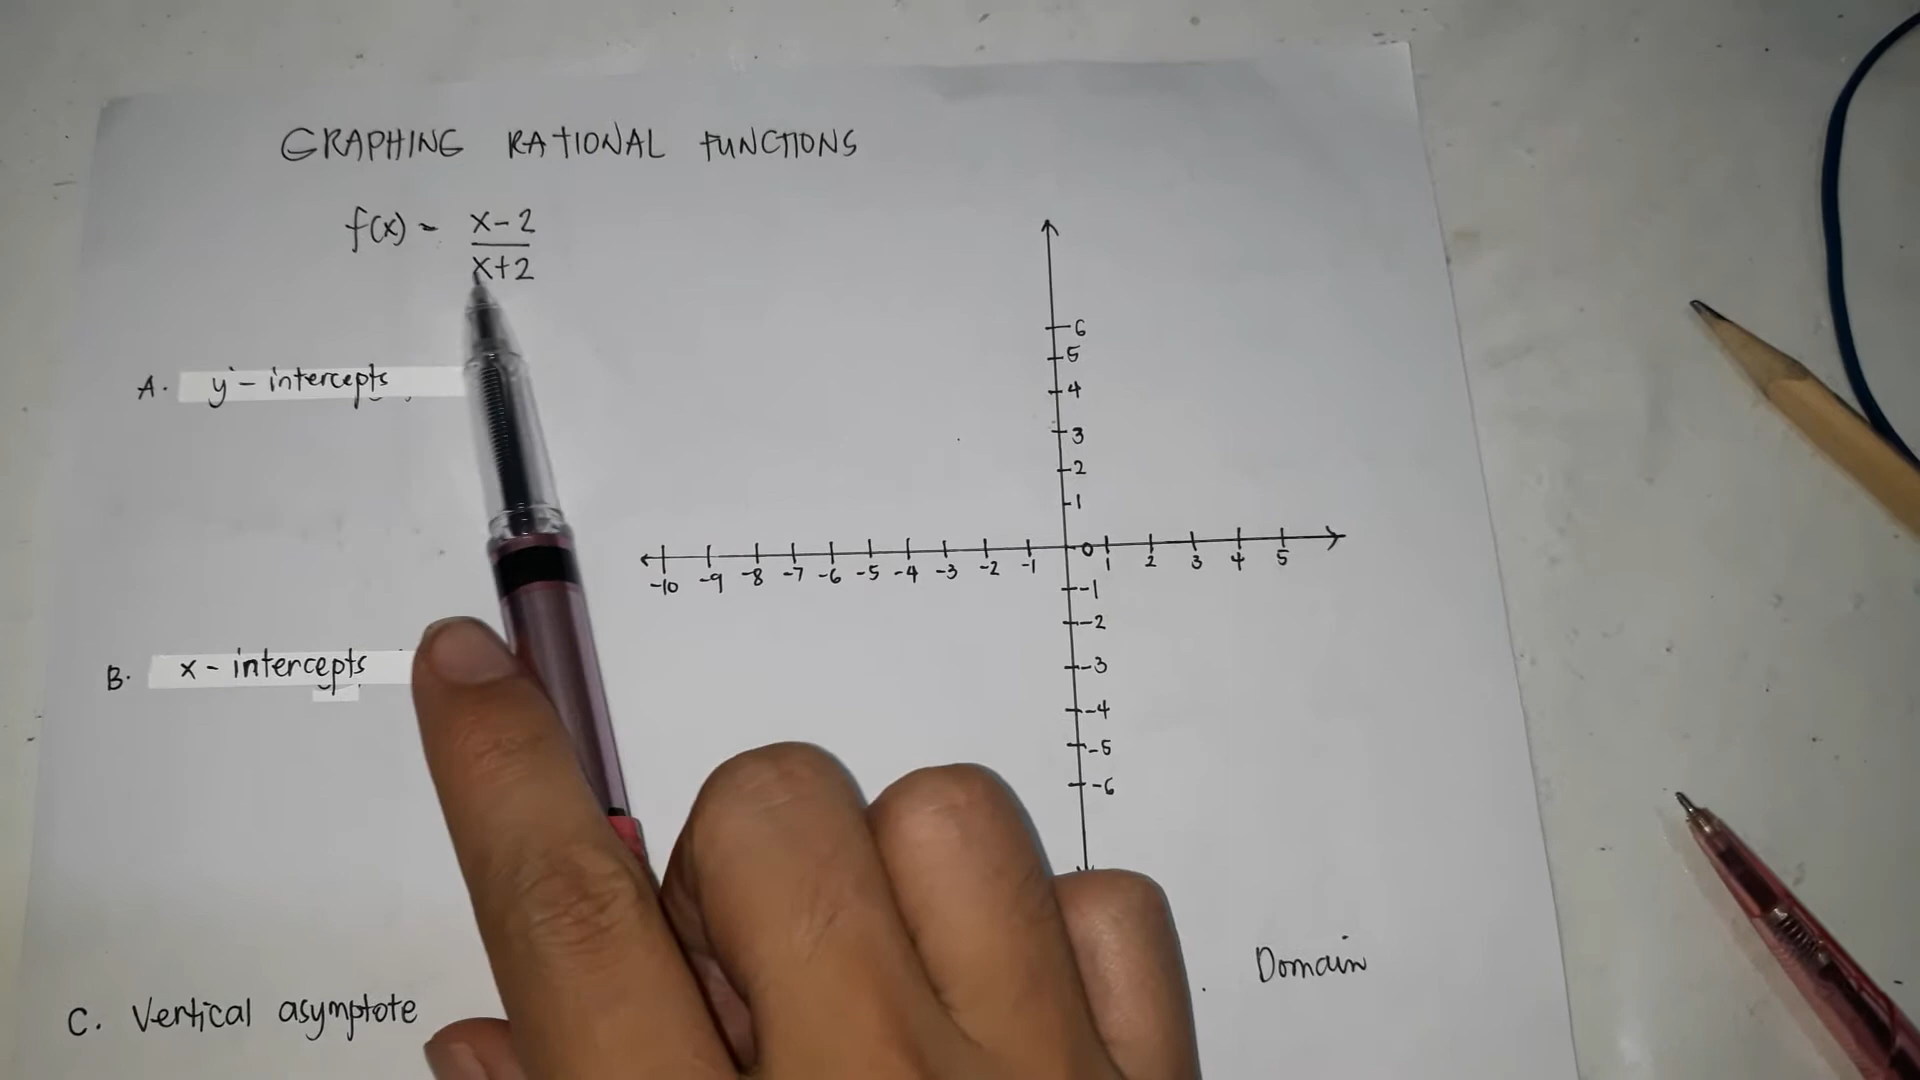 GRAPHING RATIONAL FUNCTIONS
f(x) = x-2
x+2
A. y - intercepts
B. x - intercepts
C. Vertical asymptote
6
5
4
3
2
1
-10 -9 -8 -7 -6 -5 -4 -3 -2 -1 0 1 2 3 4 5
-1
-2
-3
-4
-5
-6
Domain